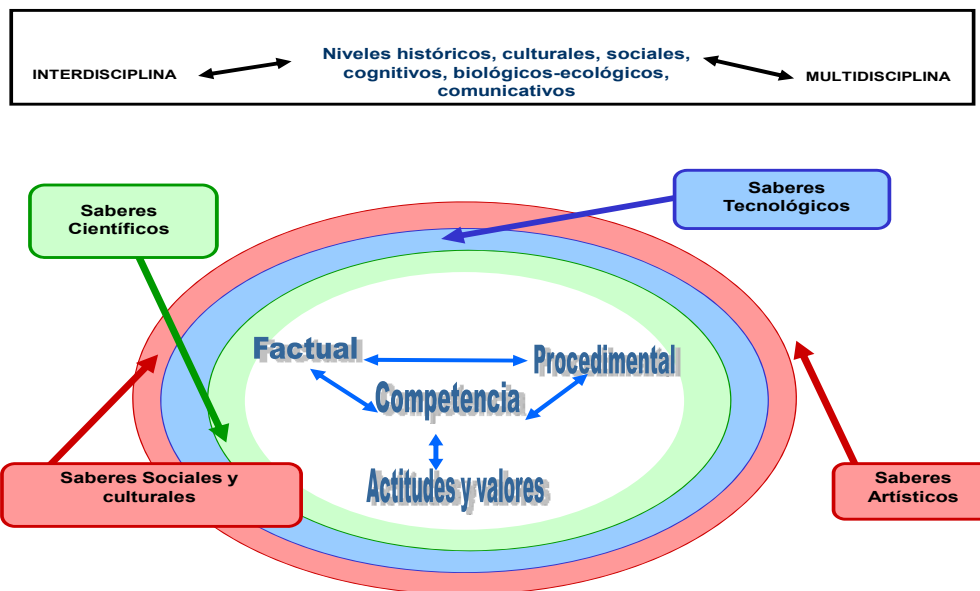 Niveles históricos, culturales, sociales,
cognitivos, biológicos-ecológicos,
comunicativos
INTERDISCIPLINA
MULTIDISCIPLINA
Saberes
Científicos
Saberes
Tecnológicos
Factual
Procedimental
Competencia
Actitudes y valores
Saberes Sociales y
culturales
Saberes
Artísticos